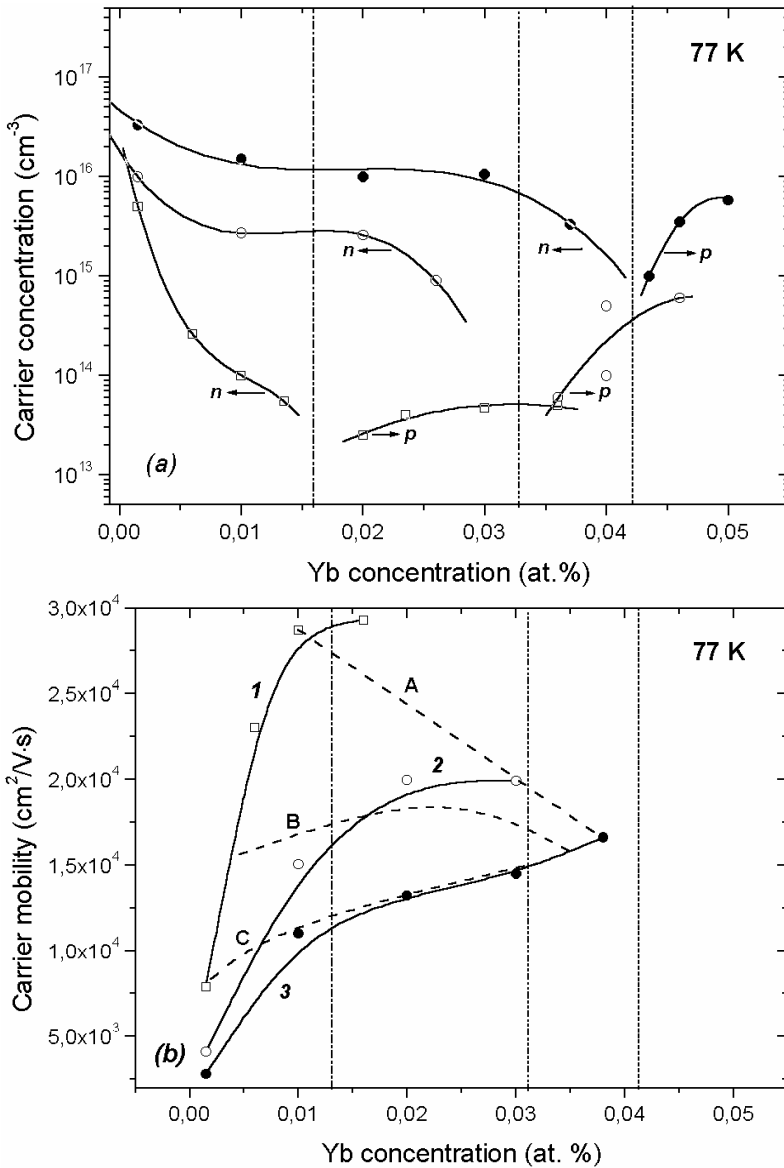 77 K
10^17
10^16
10^15
10^14
10^13
Carrier concentration (cm^-3)
n
n
p
n
p
p
(a)
0,00 0,01 0,02 0,03 0,04 0,05
Yb concentration (at.%)
3,0x10^4
2,5x10^4
2,0x10^4
1,5x10^4
1,0x10^4
5,0x10^3
Carrier mobility (cm^2/V·s)
77 K
1
A
2
B
C
3
(b)
0,00 0,01 0,02 0,03 0,04 0,05
Yb concentration (at. %)